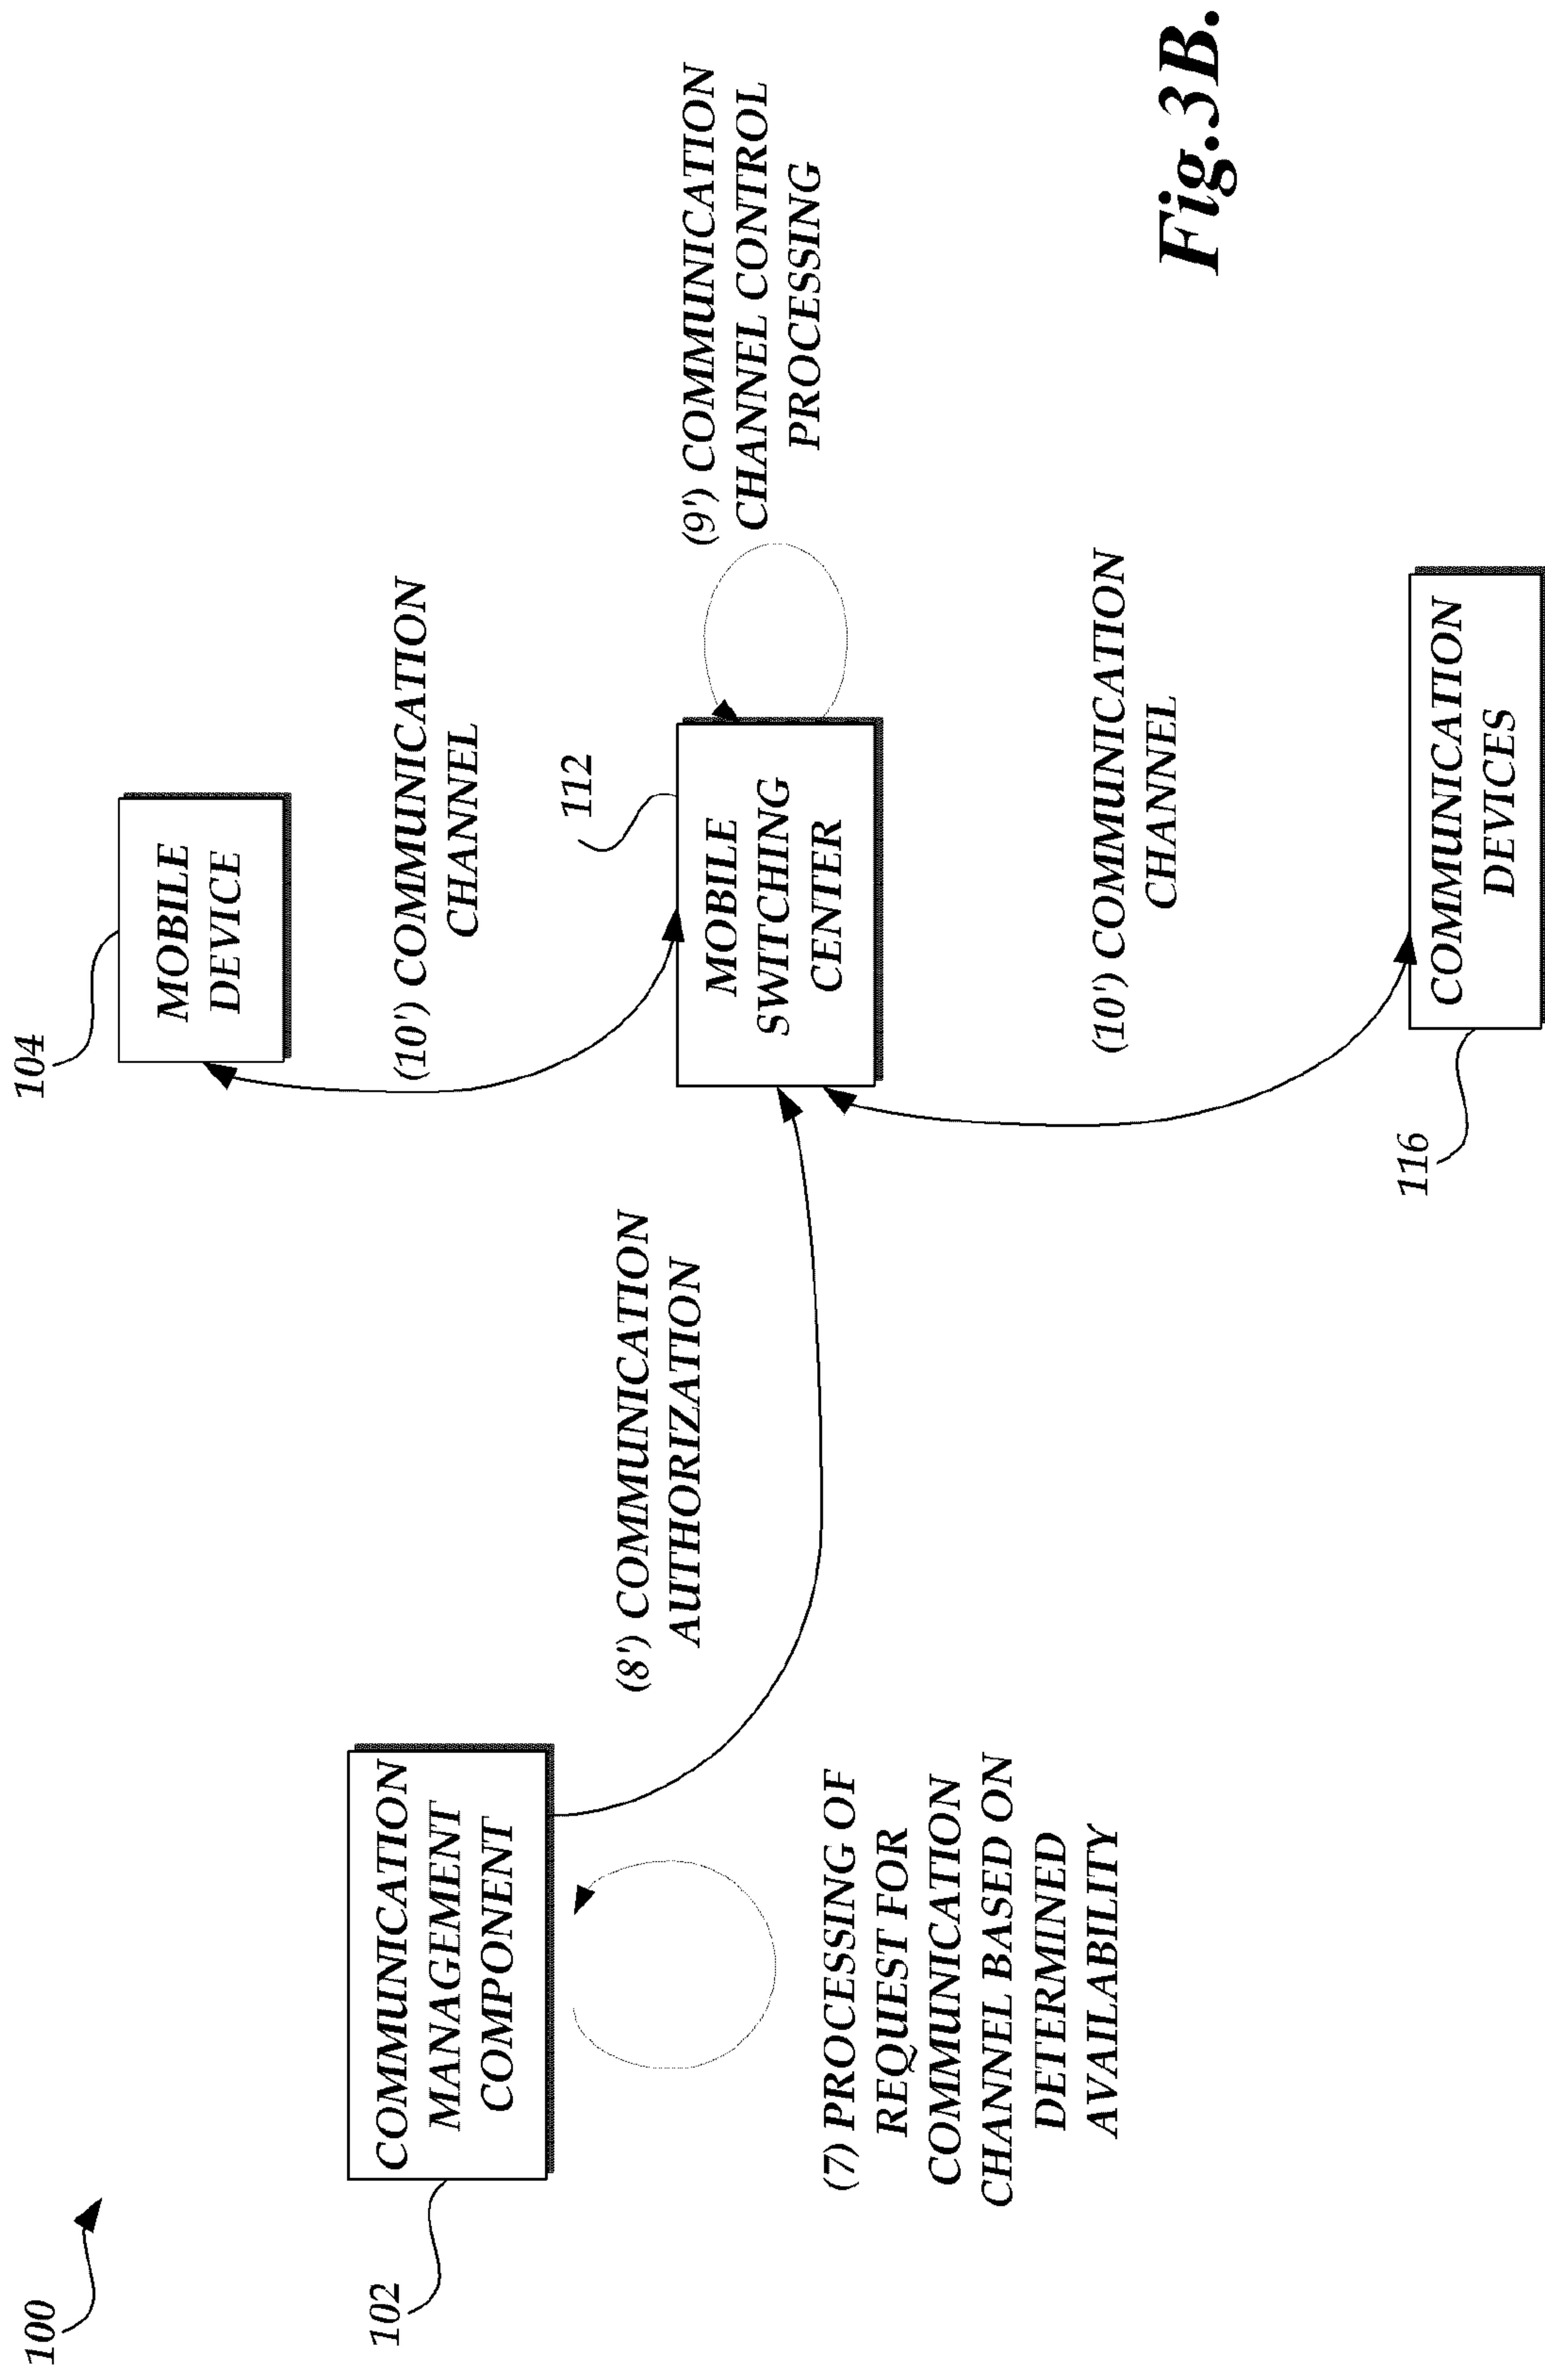 100
102
COMMUNICATION
MANAGEMENT
COMPONENT
(7) PROCESSING OF
REQUEST FOR
COMMUNICATION
CHANNEL BASED ON
DETERMINED
AVAILABILITY
(8') COMMUNICATION
AUTHORIZATION
104
MOBILE
DEVICE
(10') COMMUNICATION
CHANNEL
112
MOBILE
SWITCHING
CENTER
(9') COMMUNICATION
CHANNEL CONTROL
PROCESSING
(10') COMMUNICATION
CHANNEL
116
COMMUNICATION
DEVICES
Fig.3B.